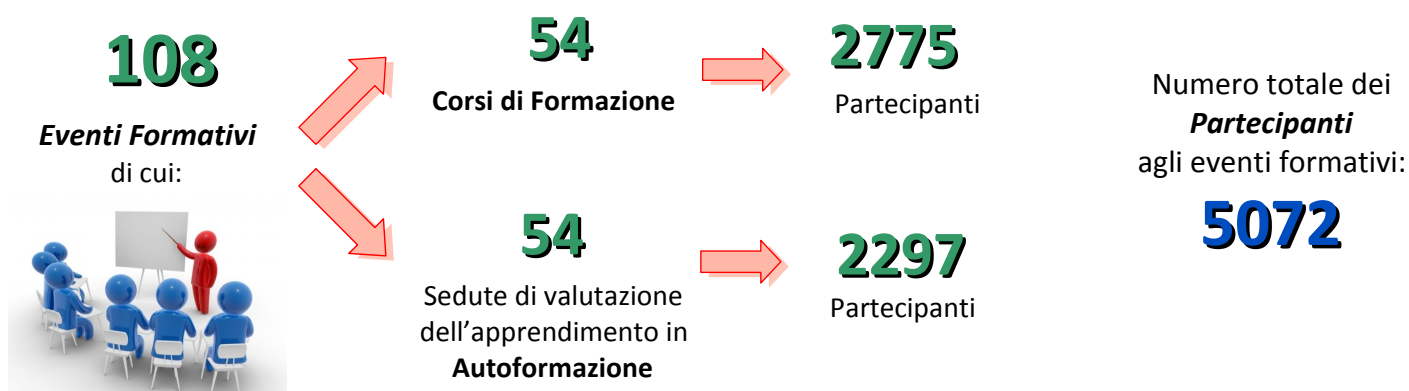 108
Eventi Formativi
di cui:
54
Corsi di Formazione
2775
Partecipanti
54
Sedute di valutazione
dell’apprendimento in
Autoformazione
2297
Partecipanti
Numero totale dei
Partecipanti
agli eventi formativi:
5072